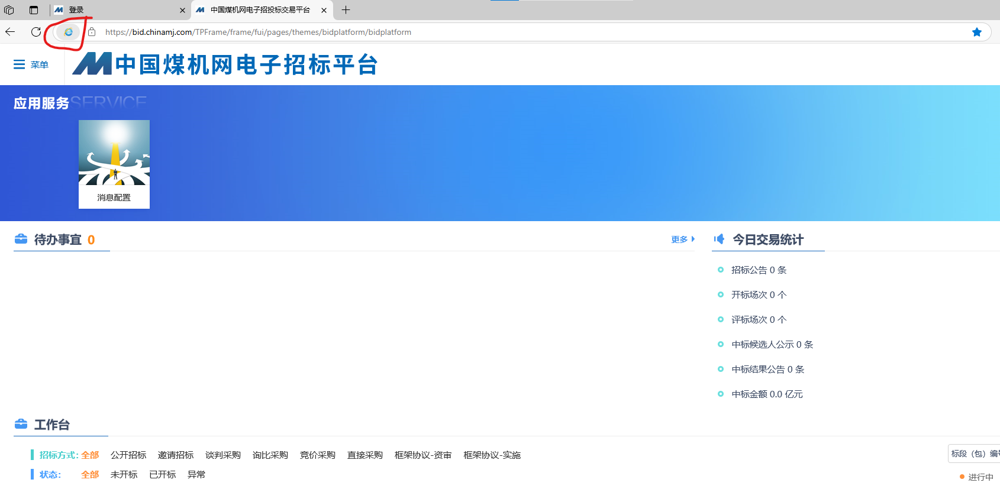 登录
中国煤机网电子招投标交易平台
https://bid.chinamj.com/TPFrame/frame/fui/pages/themes/bidplatform/bidplatform
菜单
中国煤机网电子招标平台
应用服务SERVICE
消息配置
待办事宜 0
更多
今日交易统计
招标公告 0 条
开标场次 0 个
评标场次 0 个
中标候选人公示 0 条
中标结果公告 0 条
中标金额 0.0 亿元
工作台
招标方式: 全部 公开招标 邀请招标 谈判采购 询比采购 竞价采购 直接采购 框架协议-资审 框架协议-实施
标段（包）编号
状态: 全部 未开标 已开标 异常
进行中